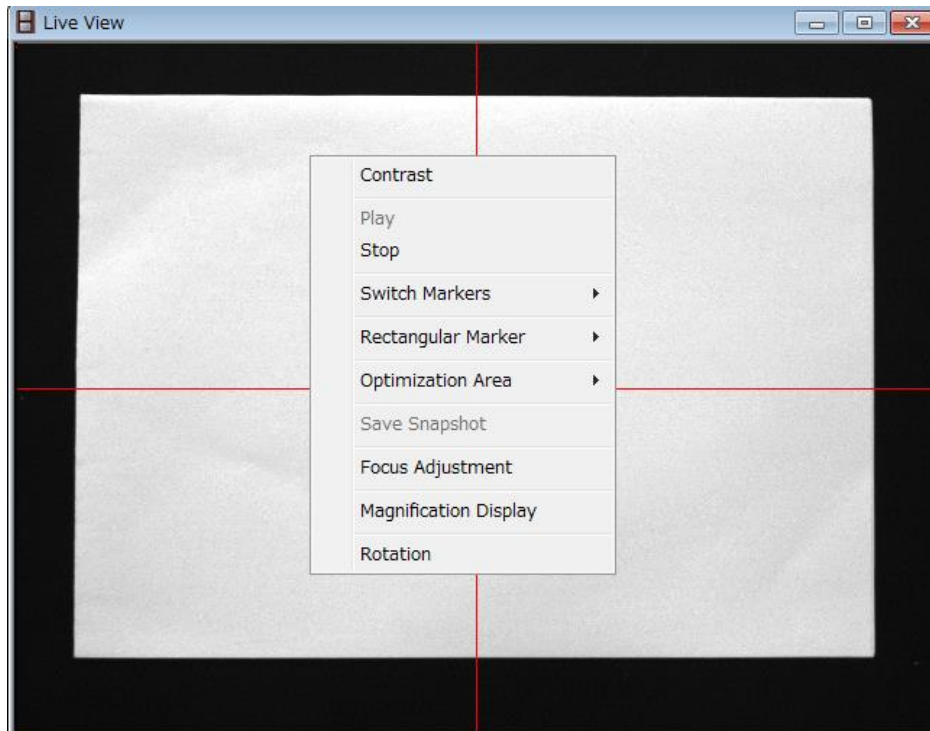 Live View
Contrast
Play
Stop
Switch Markers
Rectangular Marker
Optimization Area
Save Snapshot
Focus Adjustment
Magnification Display
Rotation